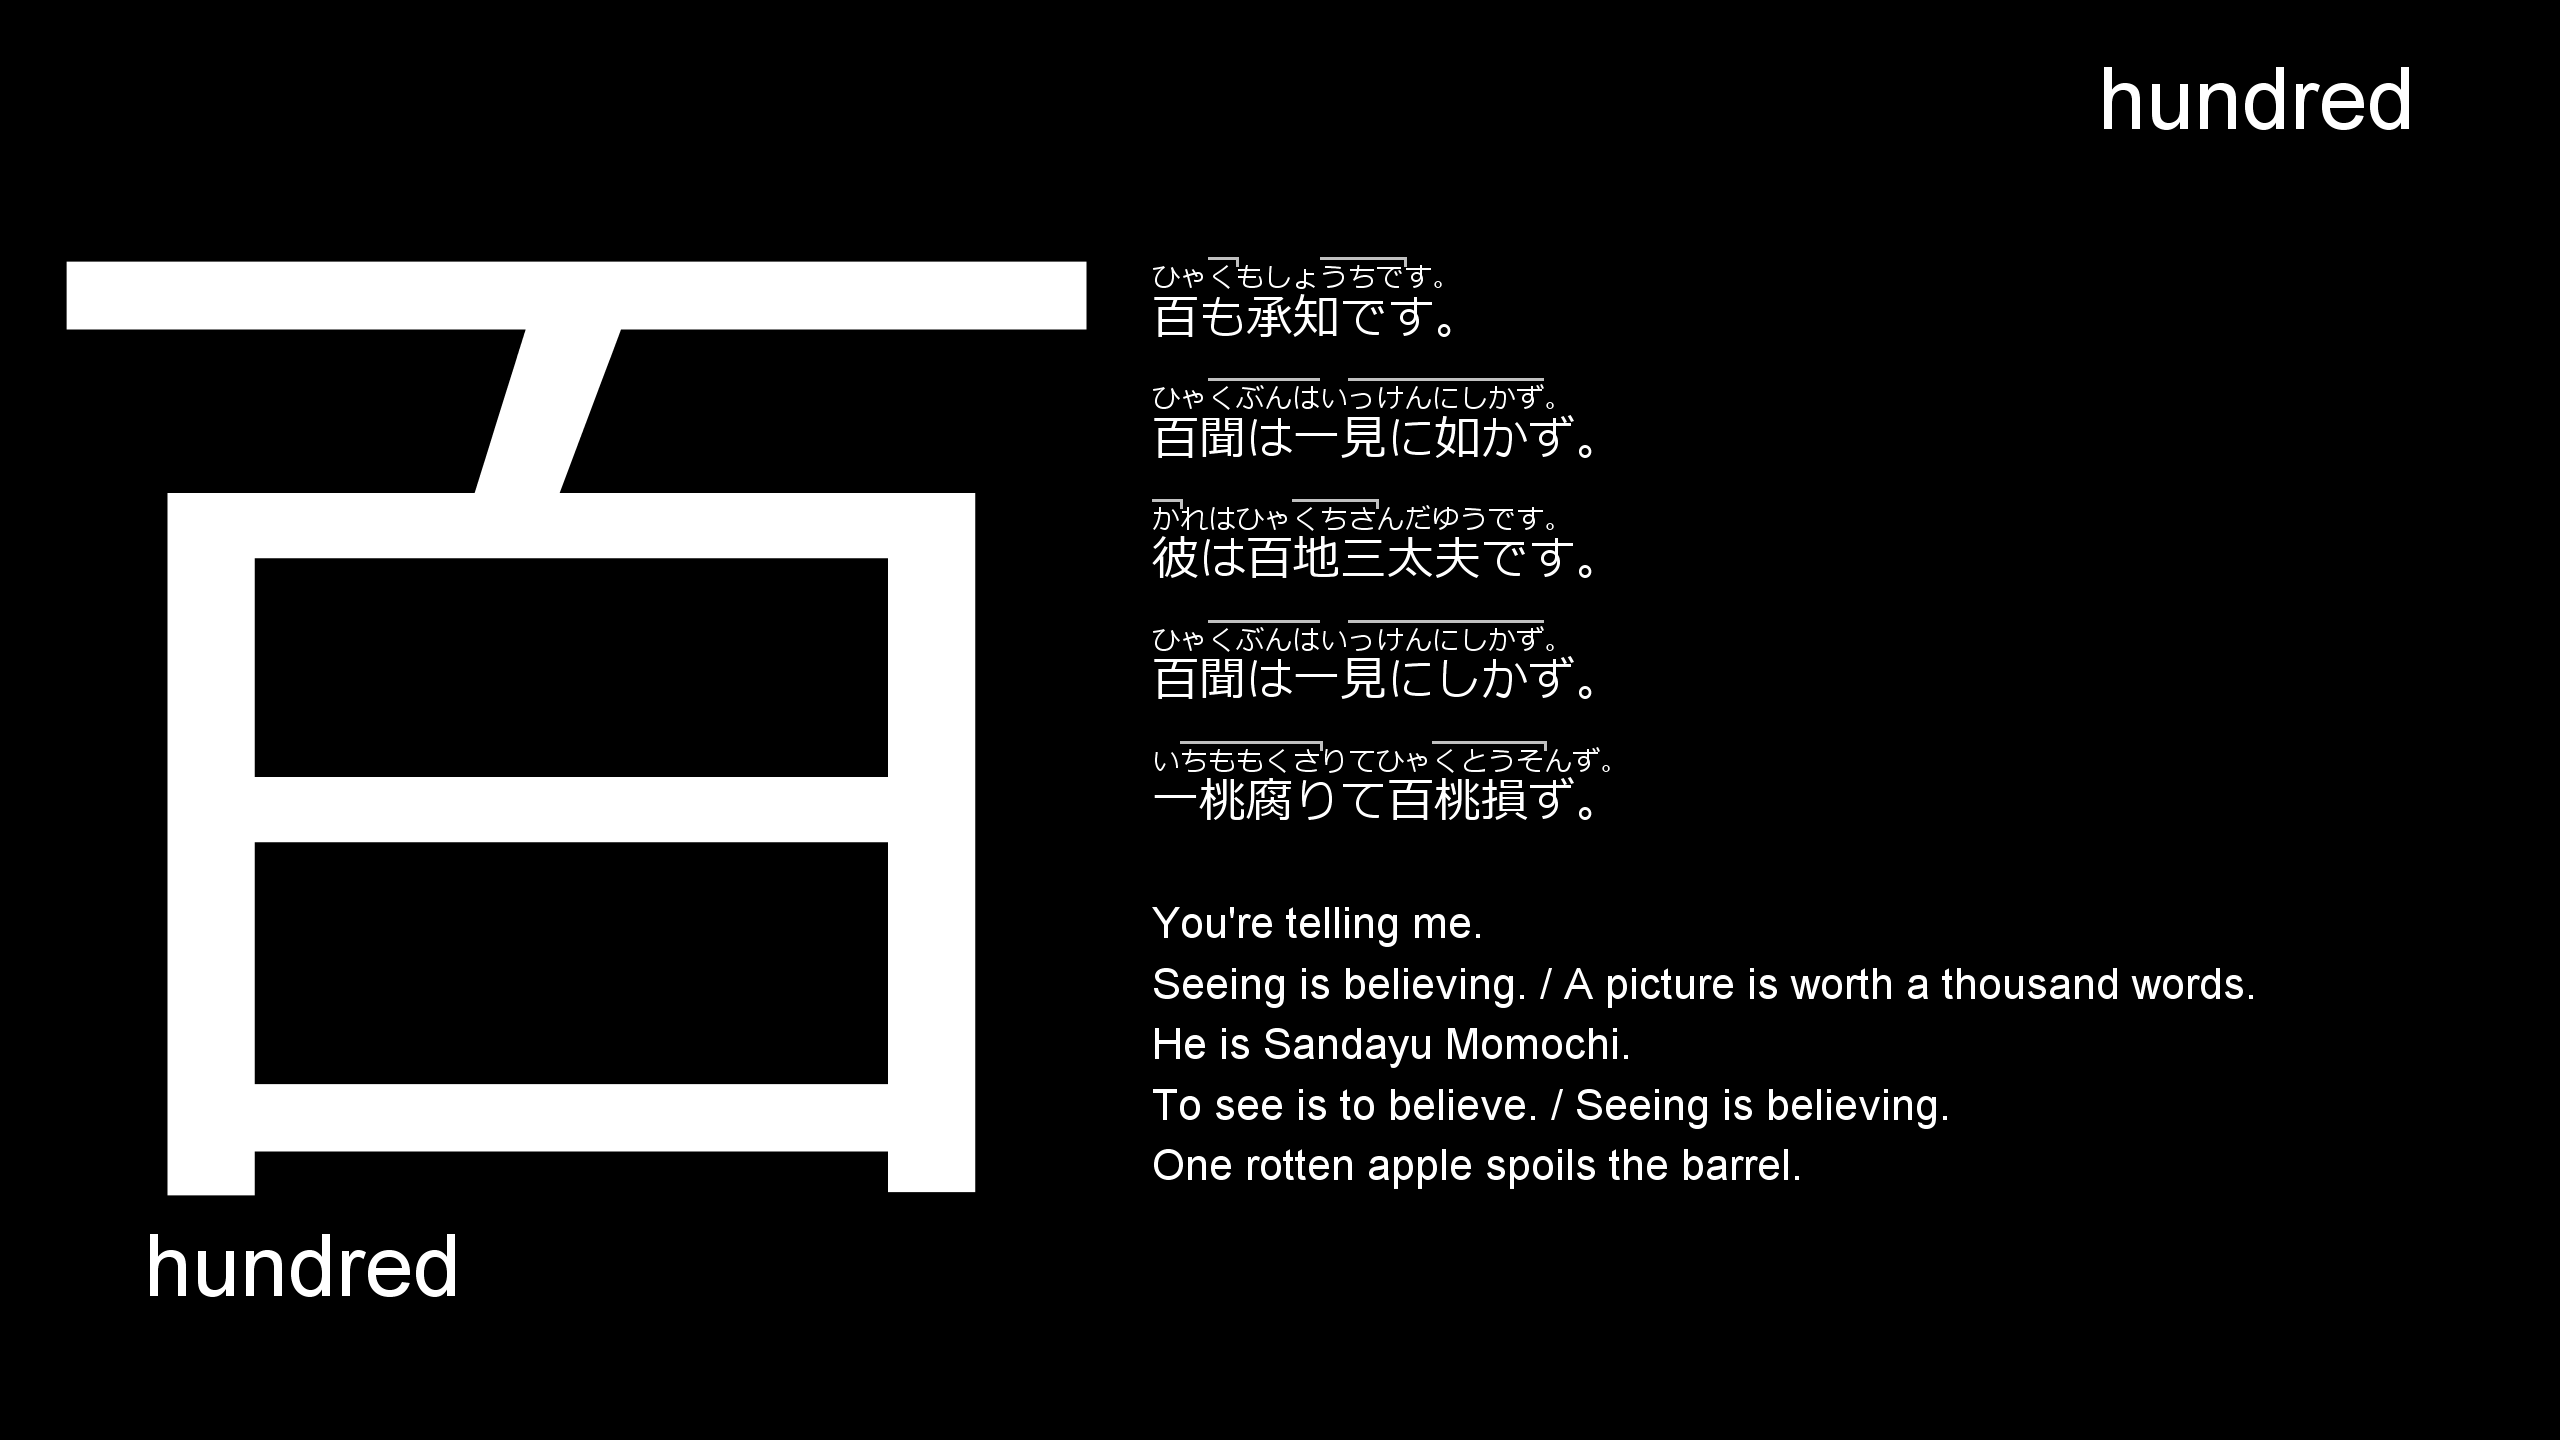 hundred
百
hundred
ひゃくもしょうちです。
百も承知です。
ひゃくぶんはいっけんにしかず。
百聞は一見に如かず。
かれはひゃくちさんだゆうです。
彼は百地三太夫です。
ひゃくぶんはいっけんにしかず。
百聞は一見にしかず。
いちももくさりてひゃくとうそんず。
一桃腐りて百桃損ず。
You're telling me.
Seeing is believing. / A picture is worth a thousand words.
He is Sandayu Momochi.
To see is to believe. / Seeing is believing.
One rotten apple spoils the barrel.